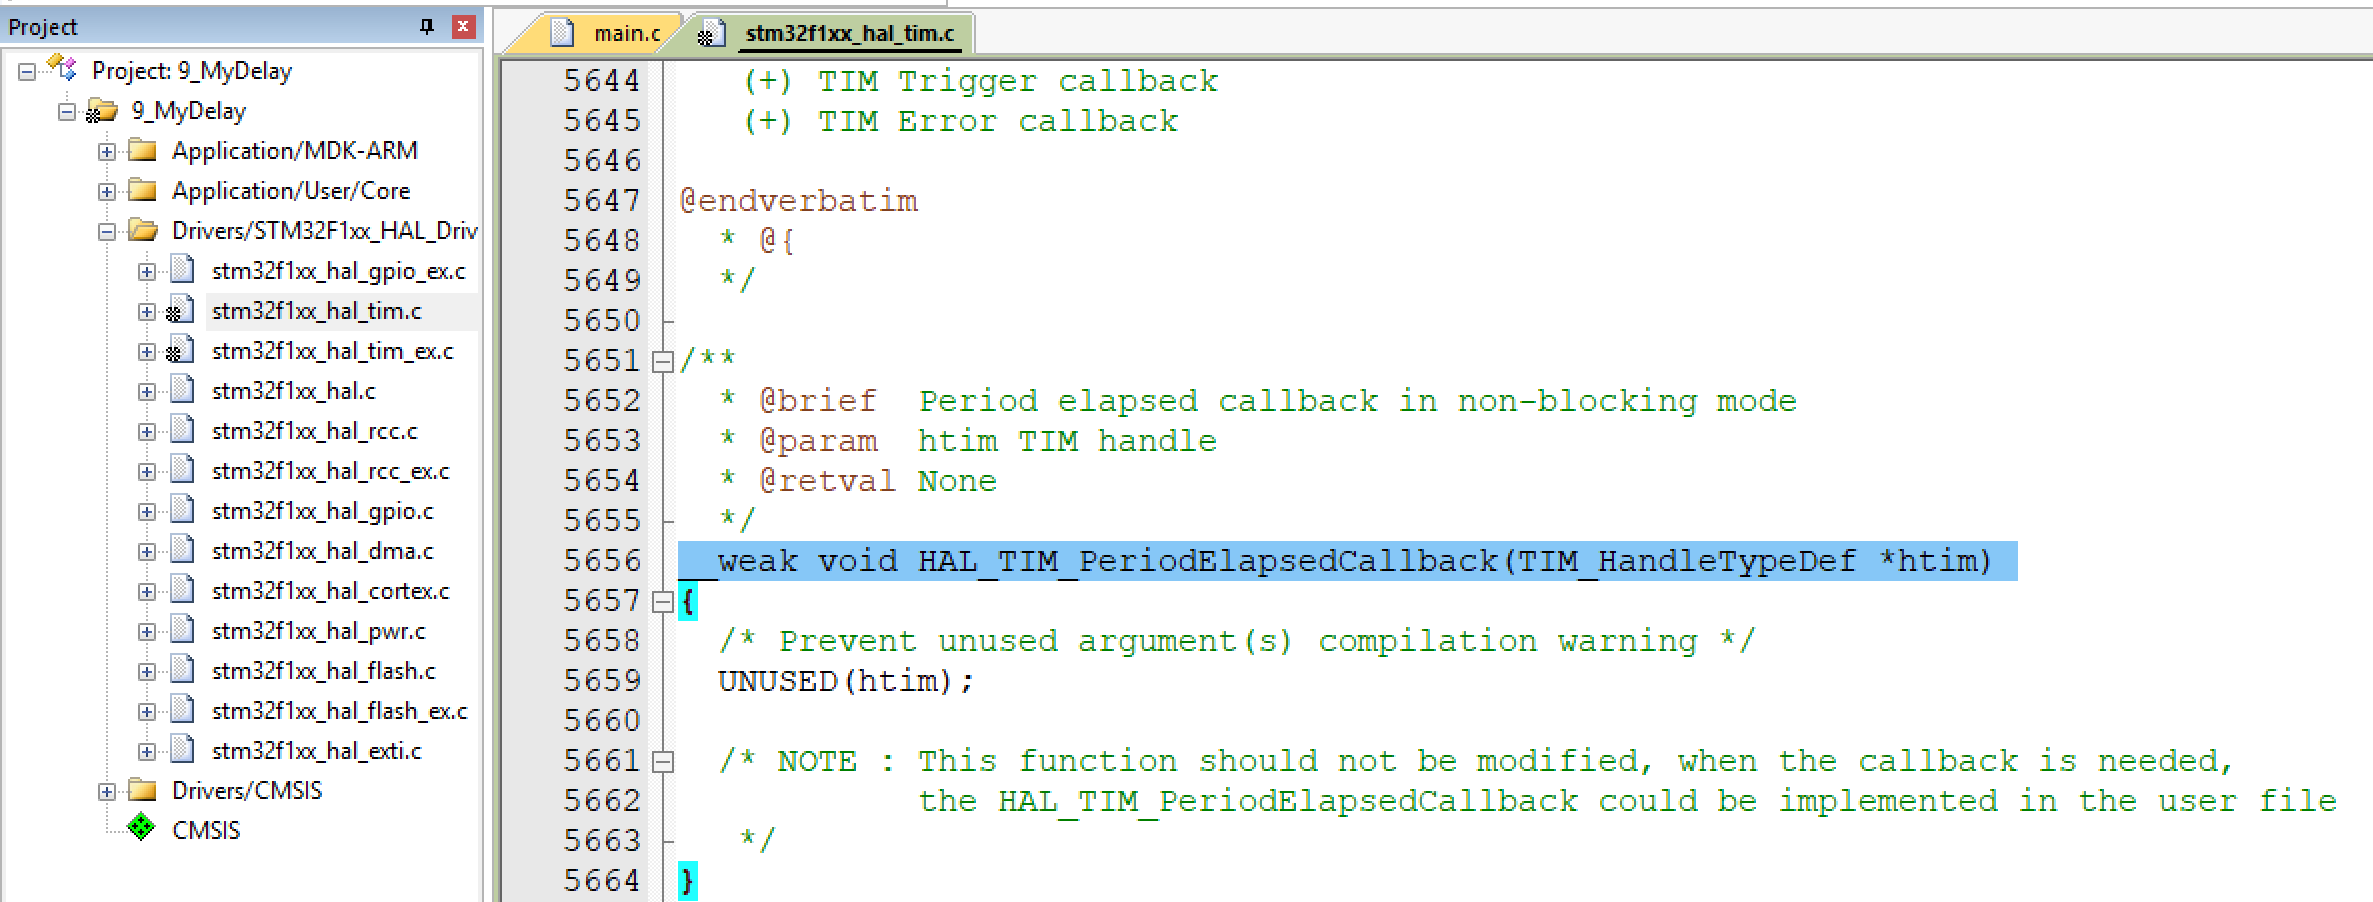 Project
Project: 9_MyDelay
9_MyDelay
Application/MDK-ARM
Application/User/Core
Drivers/STM32F1xx_HAL_Driv
stm32f1xx_hal_gpio_ex.c
stm32f1xx_hal_tim.c
stm32f1xx_hal_tim_ex.c
stm32f1xx_hal.c
stm32f1xx_hal_rcc.c
stm32f1xx_hal_rcc_ex.c
stm32f1xx_hal_gpio.c
stm32f1xx_hal_dma.c
stm32f1xx_hal_cortex.c
stm32f1xx_hal_pwr.c
stm32f1xx_hal_flash.c
stm32f1xx_hal_flash_ex.c
stm32f1xx_hal_exti.c
Drivers/CMSIS
CMSIS
main.c stm32f1xx_hal_tim.c
5644 (+) TIM Trigger callback
5645 (+) TIM Error callback
5646
5647 @endverbatim
5648 * @{
5649 */
5650
5651 /**
5652 * @brief  Period elapsed callback in non-blocking mode
5653 * @param  htim TIM handle
5654 * @retval None
5655 */
5656 __weak void HAL_TIM_PeriodElapsedCallback(TIM_HandleTypeDef *htim)
5657 {
5658 /* Prevent unused argument(s) compilation warning */
5659 UNUSED(htim);
5660
5661 /* NOTE : This function should not be modified, when the callback is needed,
5662 the HAL_TIM_PeriodElapsedCallback could be implemented in the user file
5663 */
5664 }